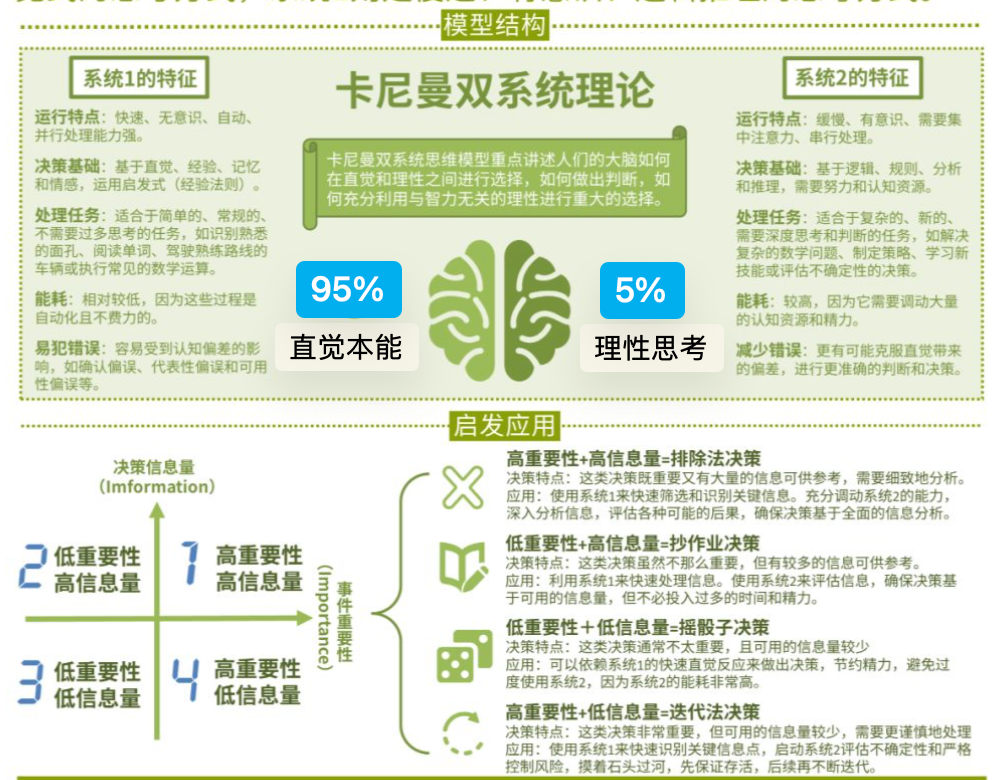 模型结构
系统1的特征
运行特点：快速、无意识、自动、
并行处理能力强。
决策基础：基于直觉、经验、记忆
和情感，运用启发式（经验法则）。
处理任务：适合于简单的、常规的、
不需要过多思考的任务，如识别熟悉
的面孔、阅读单词、驾驶熟练路线的
车辆或执行常见的数学运算。
能耗：相对较低，因为这些过程是
自动化且不费力的。
易犯错误：容易受到认知偏差的影
响，如确认偏误、代表性偏误和可用
性偏误等。
卡尼曼双系统理论
卡尼曼双系统思维模型重点讲述人们的大脑如何
在直觉和理性之间进行选择，如何做出判断，如
何充分利用与智力无关的理性进行重大的选择。
95%
直觉本能
5%
理性思考
系统2的特征
运行特点：缓慢、有意识、需要集
中注意力、串行处理。
决策基础：基于逻辑、规则、分析
和推理，需要努力和认知资源。
处理任务：适合于复杂的、新的、
需要深度思考和判断的任务，如解决
复杂的数学问题、制定策略、学习新
技能或评估不确定性的决策。
能耗：较高，因为它需要调动大量
的认知资源和精力。
减少错误：更有可能克服直觉带来
的偏差，进行更准确的判断和决策。
启发应用
决策信息量
（Imformation）
2 低重要性
高信息量
1 高重要性
高信息量
3 低重要性
低信息量
4 高重要性
低信息量
事件重要性
（Importance）
高重要性+高信息量=排除法决策
决策特点：这类决策既重要又有大量的信息可供参考，需要细致地分析。
应用：使用系统1来快速筛选和识别关键信息。充分调动系统2的能力，
深入分析信息，评估各种可能的后果，确保决策基于全面的信息分析。
低重要性+高信息量=抄作业决策
决策特点：这类决策虽然不那么重要，但有较多的信息可供参考。
应用：利用系统1来快速处理信息。使用系统2来评估信息，确保决策基
于可用的信息量，但不必投入过多的时间和精力。
低重要性＋低信息量=摇骰子决策
决策特点：这类决策通常不太重要，且可用的信息量较少
应用：可以依赖系统1的快速直觉反应来做出决策，节约精力，避免过
度使用系统2，因为系统2的能耗非常高。
高重要性+低信息量=迭代法决策
决策特点：这类决策非常重要，但可用的信息量较少，需要更谨慎地处理
应用：使用系统1来快速识别关键信息点，启动系统2评估不确定性和严格
控制风险，摸着石头过河，先保证存活，后续再不断迭代。